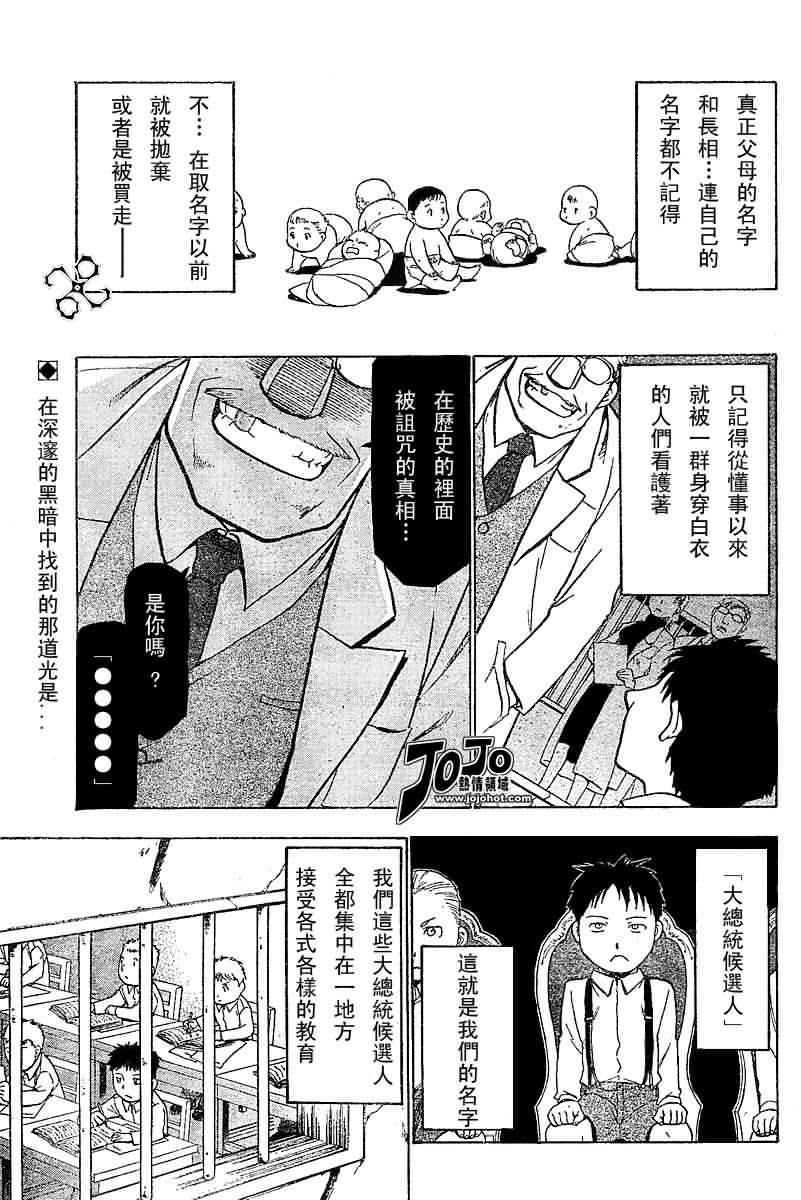 真正父母的名字
和長相…連自己的
名字都不記得
不… 在取名字以前
就被拋棄
或者是被買走——
只記得從懂事以來
就被一群身穿白衣
的人們看護著
在歷史的裡面
被詛咒的真相…
是你嗎?
「●●●●●」
◆ 在深邃的黑暗中找到的那道光是…
JOJO
熱情領域
www.jojohot.com
「大總統候選人」
這就是我們的名字
我們這些大總統候選人
全都集中在一地方
接受各式各樣的教育